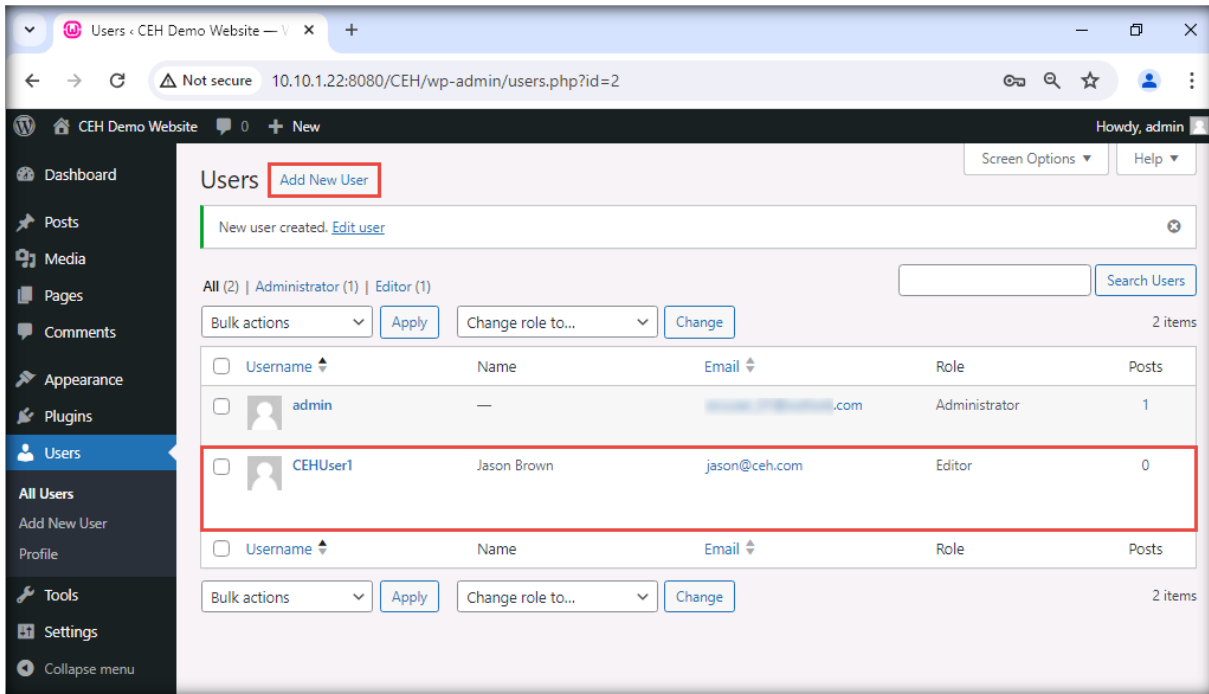 Users ‹ CEH Demo Website — V
Not secure 10.10.1.22:8080/CEH/wp-admin/users.php?id=2
CEH Demo Website 0 + New Howdy, admin
Dashboard
Posts
Media
Pages
Comments
Appearance
Plugins
Users
All Users
Add New User
Profile
Tools
Settings
Collapse menu
Screen Options ▼ Help ▼
Users Add New User
New user created. Edit user
All (2) | Administrator (1) | Editor (1)
Search Users
Bulk actions Apply Change role to... Change 2 items
Username Name Email Role Posts
admin — .com Administrator 1
CEHUser1 Jason Brown jason@ceh.com Editor 0
Username Name Email Role Posts
Bulk actions Apply Change role to... Change 2 items